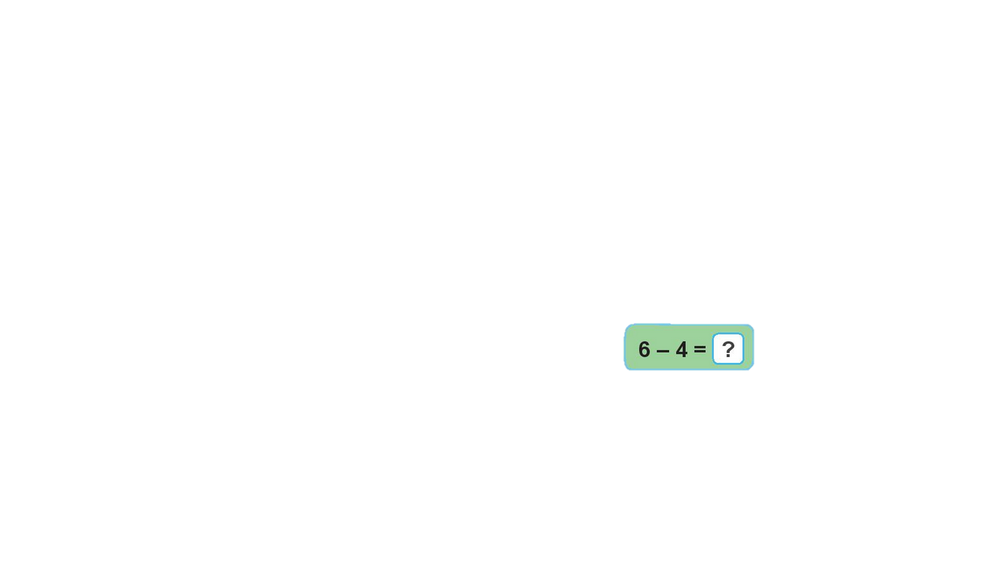 6 – 4 = ?